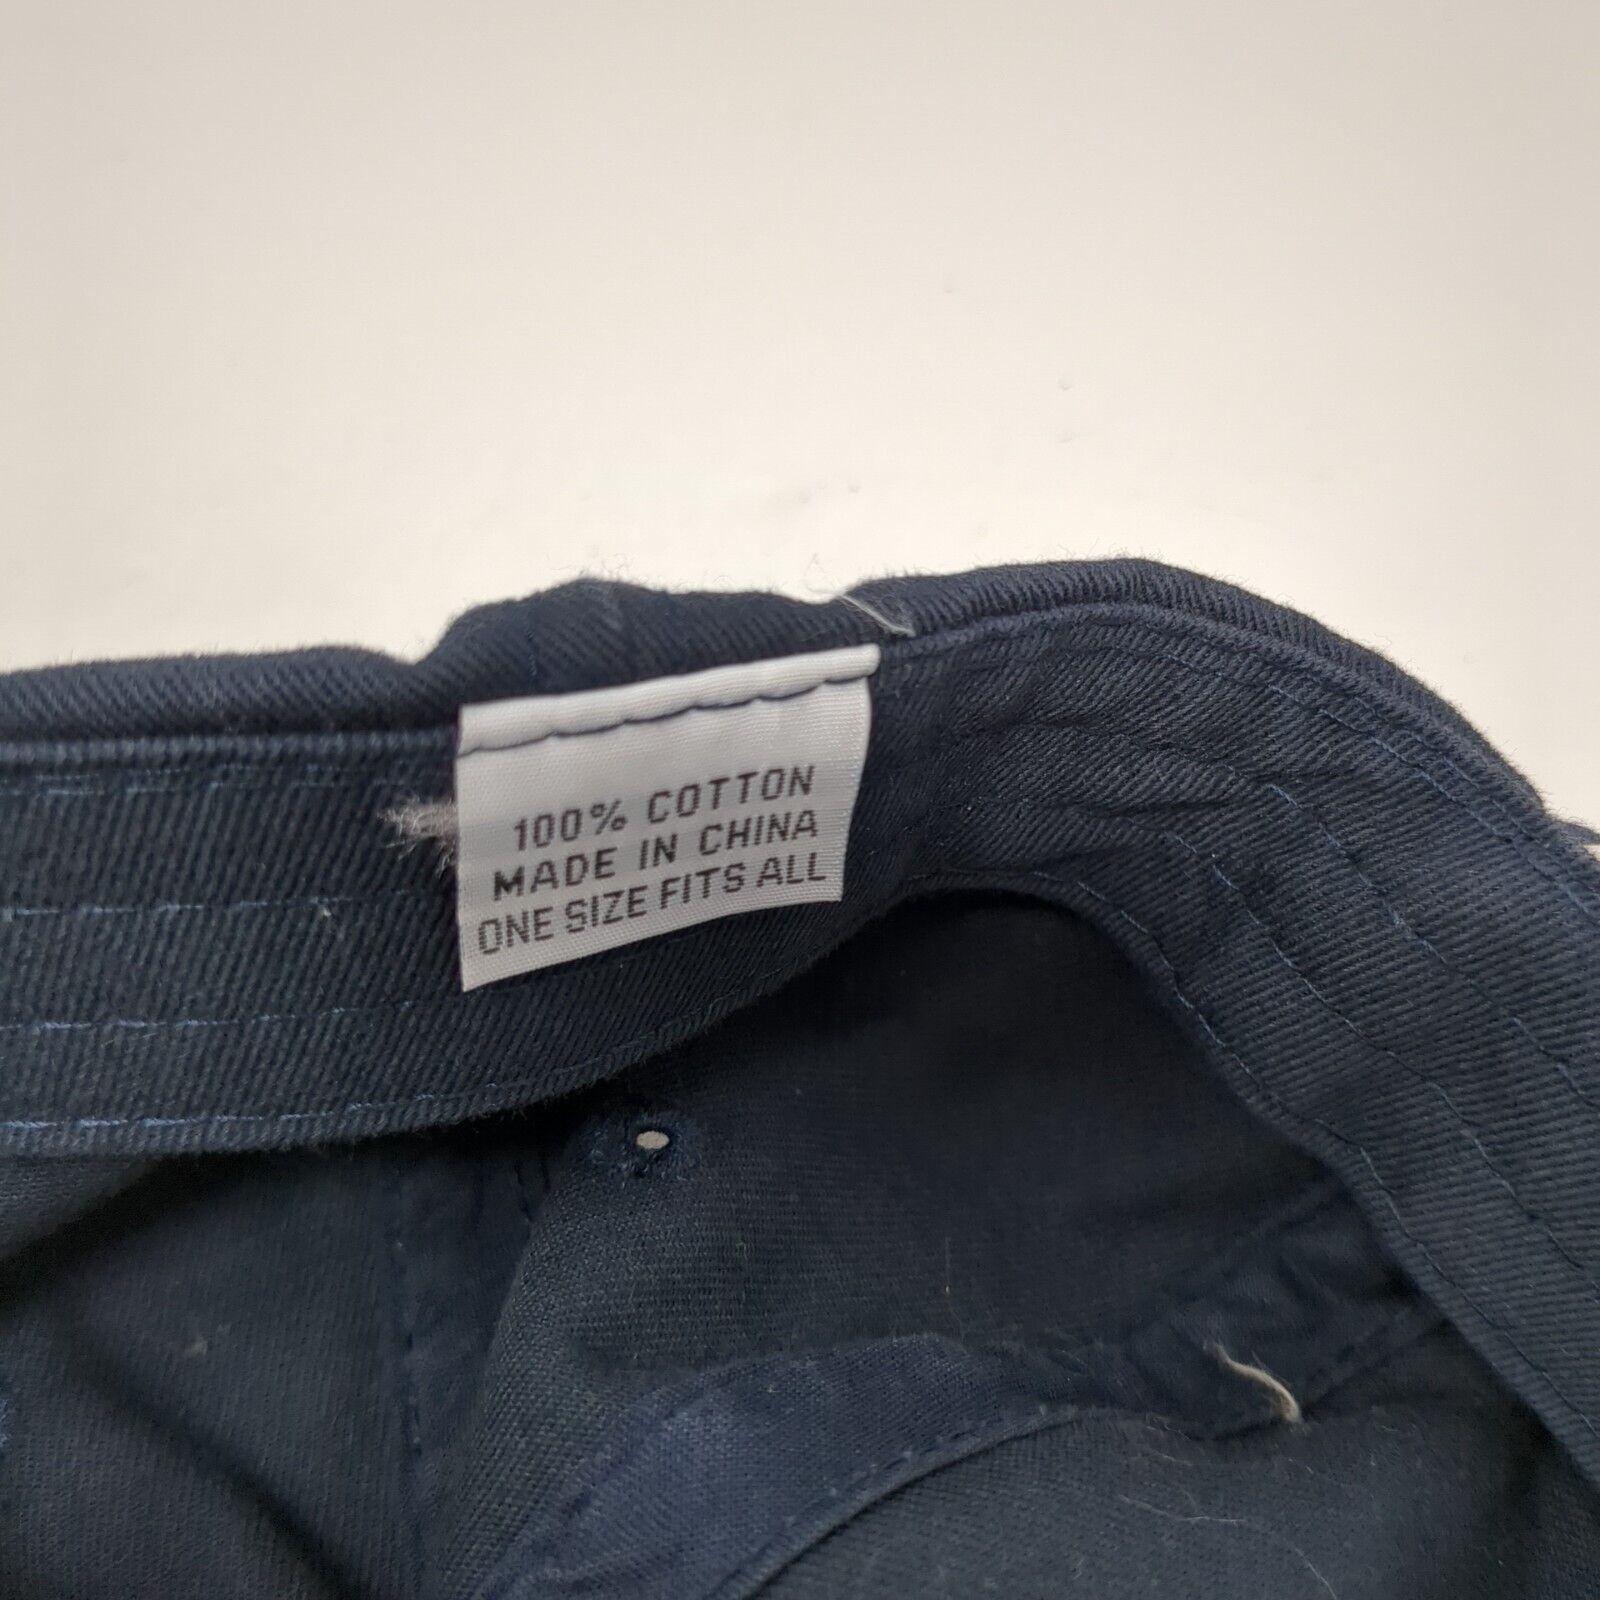 100% COTTON
MADE IN CHINA
ONE SIZE FITS ALL